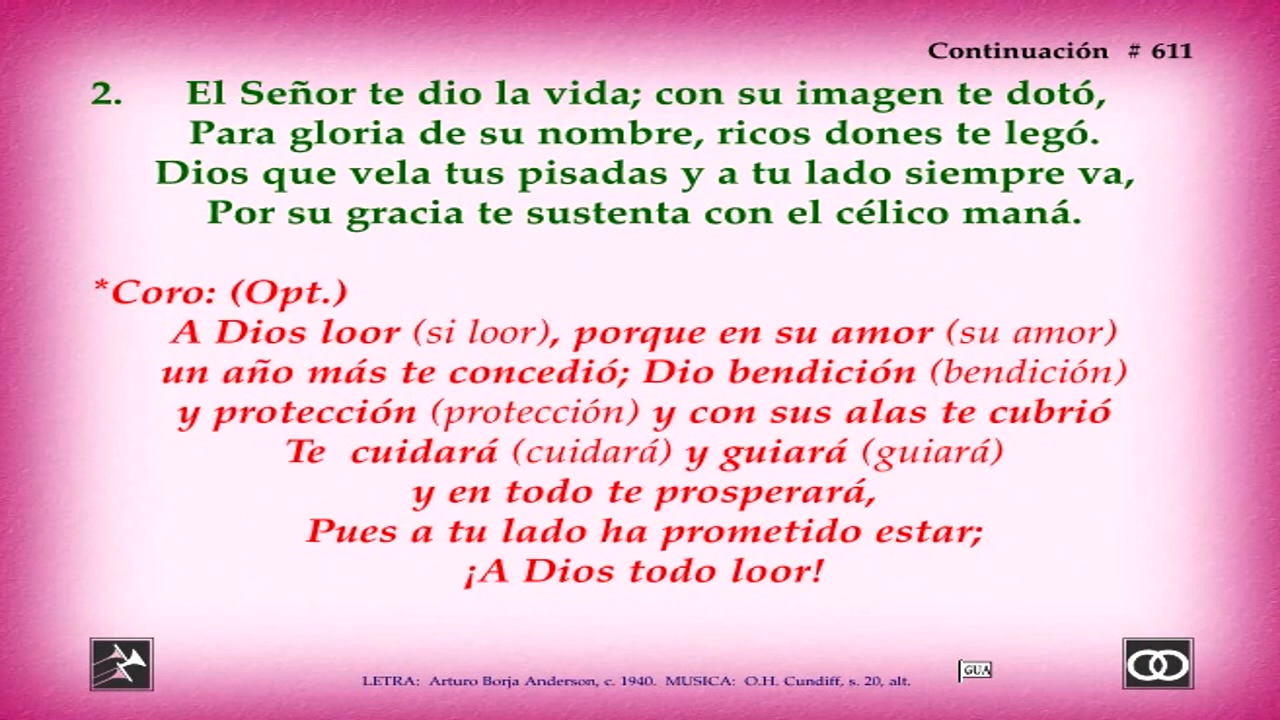 Continuación # 611
2. El Señor te dio la vida; con su imagen te dotó,
Para gloria de su nombre, ricos dones te legó.
Dios que vela tus pisadas y a tu lado siempre va,
Por su gracia te sustenta con el célico maná.
*Coro: (Opt.)
A Dios loor (si loor), porque en su amor (su amor)
un año más te concedió; Dio bendición (bendición)
y protección (protección) y con sus alas te cubrió
Te cuidará (cuidará) y guiará (guiará)
y en todo te prosperará,
Pues a tu lado ha prometido estar;
¡A Dios todo loor!
LETRA: Arturo Borja Anderson, c. 1940. MUSICA: O.H. Cundiff, s. 20, alt.
GUA